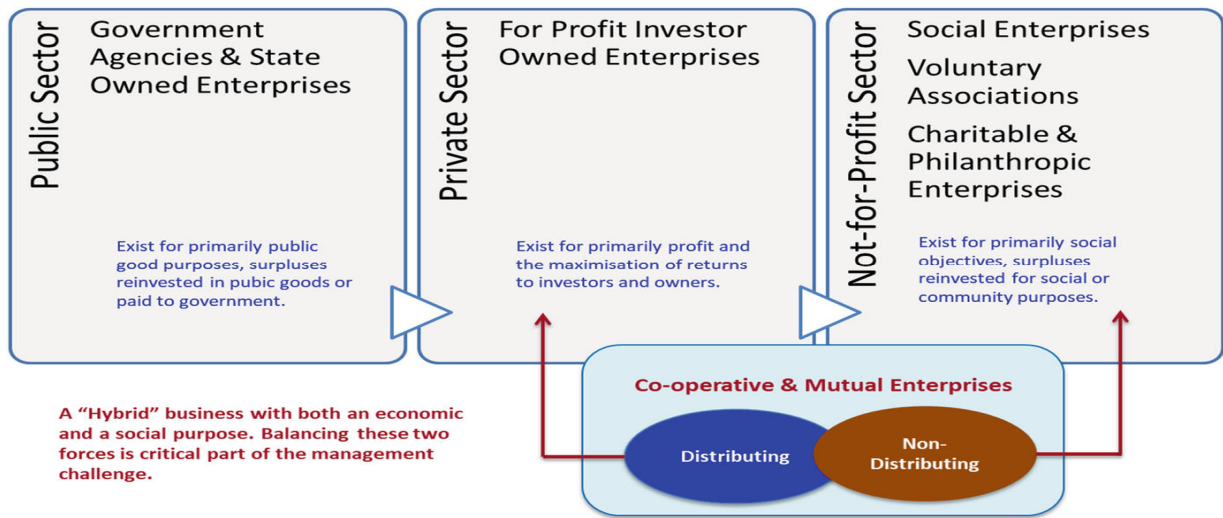 Public Sector
Government
Agencies & State
Owned Enterprises
Exist for primarily public
good purposes, surpluses
reinvested in pubic goods or
paid to government.
Private Sector
For Profit Investor
Owned Enterprises
Exist for primarily profit and
the maximisation of returns
to investors and owners.
Not-for-Profit Sector
Social Enterprises
Voluntary
Associations
Charitable &
Philanthropic
Enterprises
Exist for primarily social
objectives, surpluses
reinvested for social or
community purposes.
Co-operative & Mutual Enterprises
Distributing
Non-
Distributing
A “Hybrid” business with both an economic
and a social purpose. Balancing these two
forces is critical part of the management
challenge.